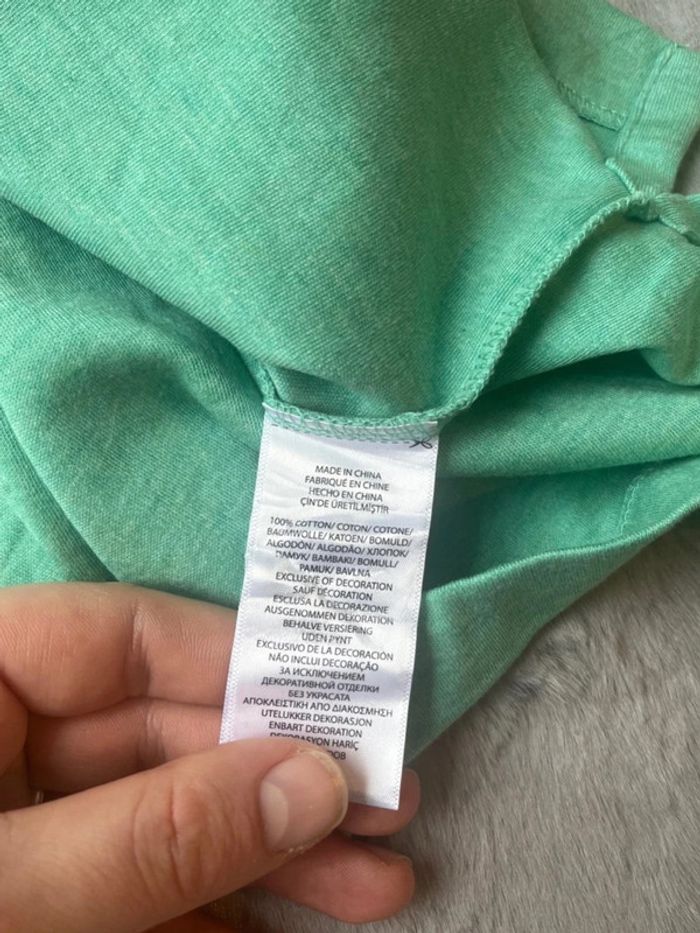 MADE IN CHINA
FABRIQUÉ EN CHINE
HECHO EN CHINA
ÇİN'DE ÜRETİLMİŞTİR
100% COTTON/ COTON/ COTONE/
BAUMWOLLE/ KATOEN/ BOMULD/
ALGODÓN/ ALGODÃO/ ХЛОПОК/
ПАМУК/ ΒΑΜΒΑΚΙ/ BOMULL/
PAMUK/ BAVLNA
EXCLUSIVE OF DECORATION
SAUF DÉCORATION
ESCLUSA LA DECORAZIONE
AUSGENOMMEN DEKORATION
BEHALVE VERSIERING
UDEN PYNT
EXCLUSIVO DE LA DECORACIÓN
NÃO INCLUI DECORAÇÃO
ЗА ИСКЛЮЧЕНИЕМ
ДЕКОРАТИВНОЙ ОТДЕЛКИ
БЕЗ УКРАСАТА
ΑΠΟΚΛΕΙΣΤΙΚΗ ΑΠΟ ΔΙΑΚΟΣΜΗΣΗ
UTELUKKER DEKORASJON
ENBART DEKORATION
DEKORASYON HARİÇ